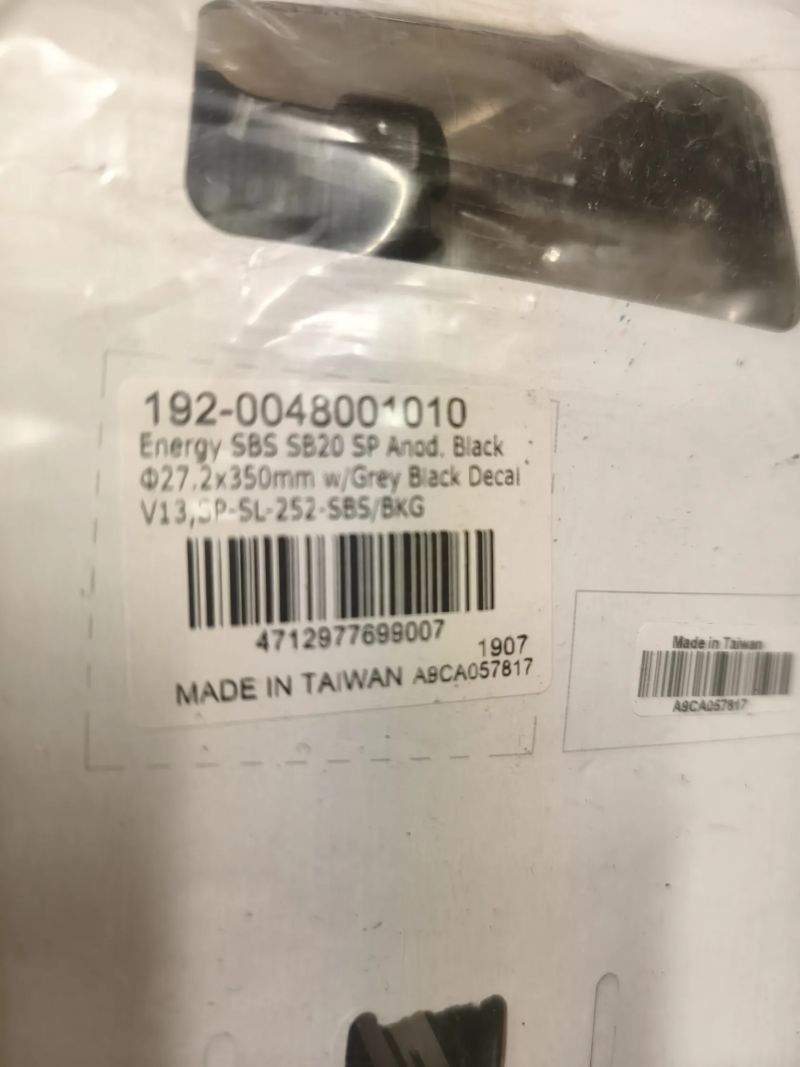 192-0048001010
Energy SBS SB20 SP Anod. Black
Φ27.2x350mm w/Grey Black Decal
V13,SP-SL-252-SBS/BKG
4712977699007
1907
MADE IN TAIWAN A9CA057817
Made in Taiwan
A9CA057817